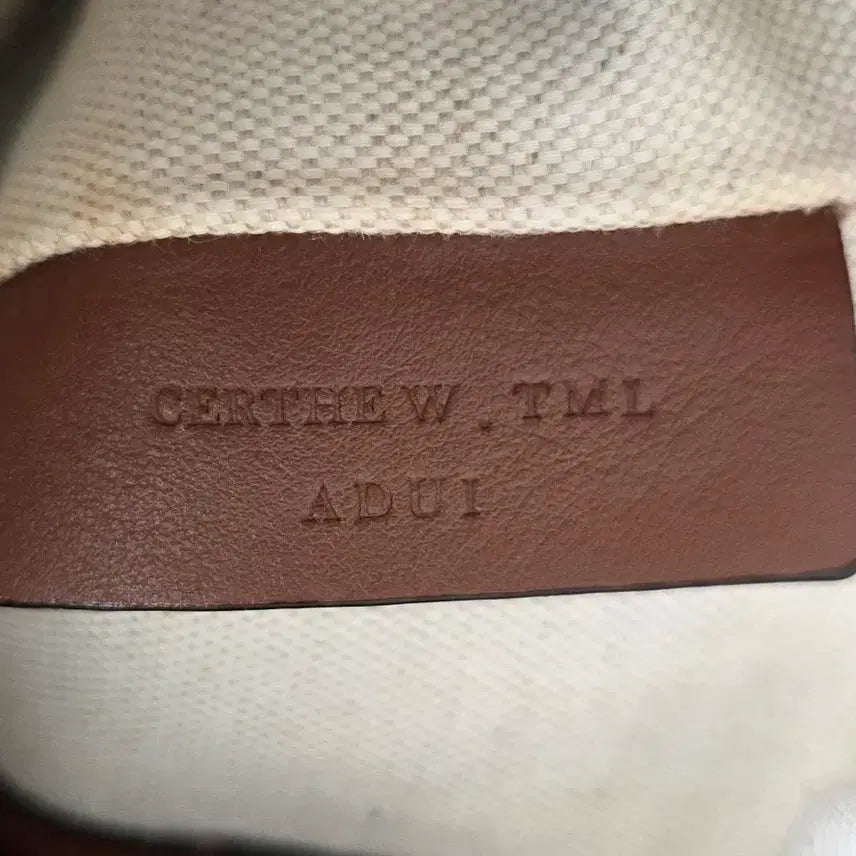 CERTHE W . TML
ADUI